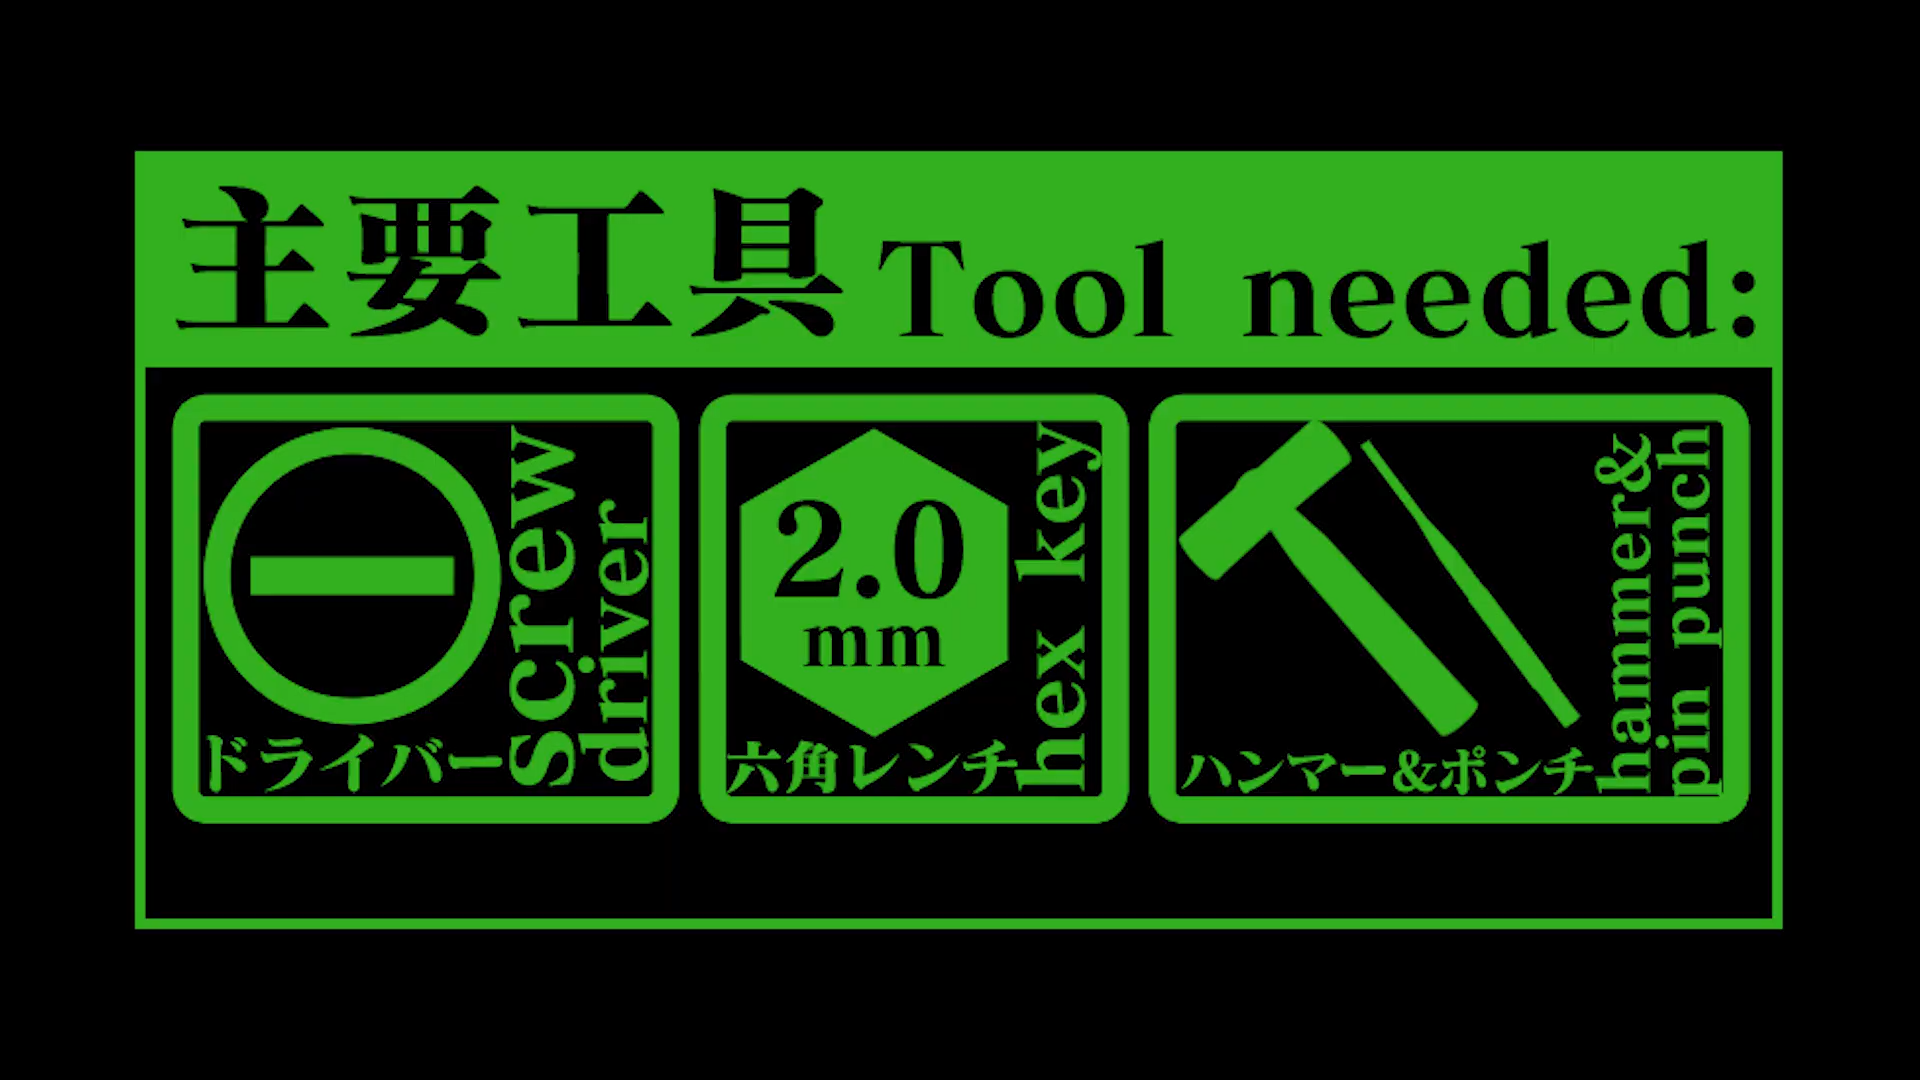 主要工具 Tool needed:
ドライバー
screw
driver
2.0
mm
六角レンチ
hex key
ハンマー&ポンチ
hammer&
pin punch